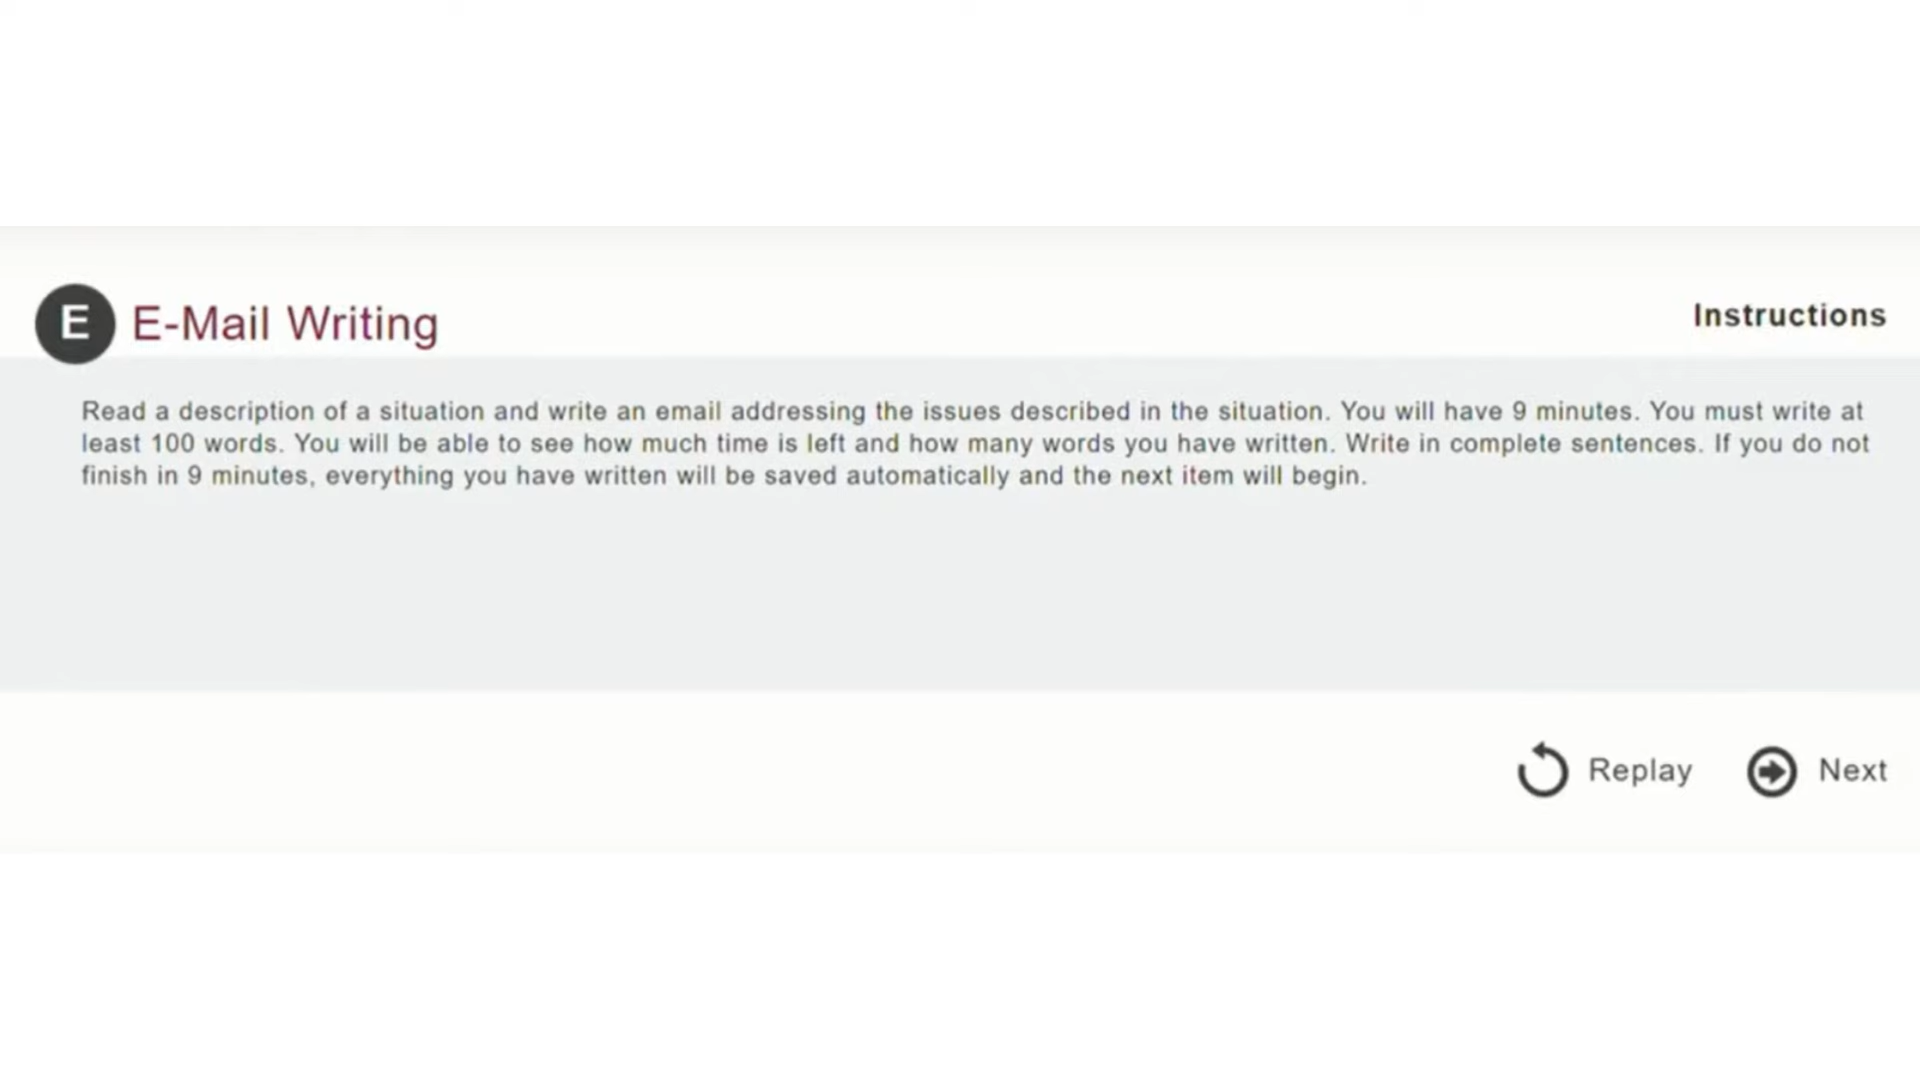 E E-Mail Writing
Instructions
Read a description of a situation and write an email addressing the issues described in the situation. You will have 9 minutes. You must write at
least 100 words. You will be able to see how much time is left and how many words you have written. Write in complete sentences. If you do not
finish in 9 minutes, everything you have written will be saved automatically and the next item will begin.
Replay
Next